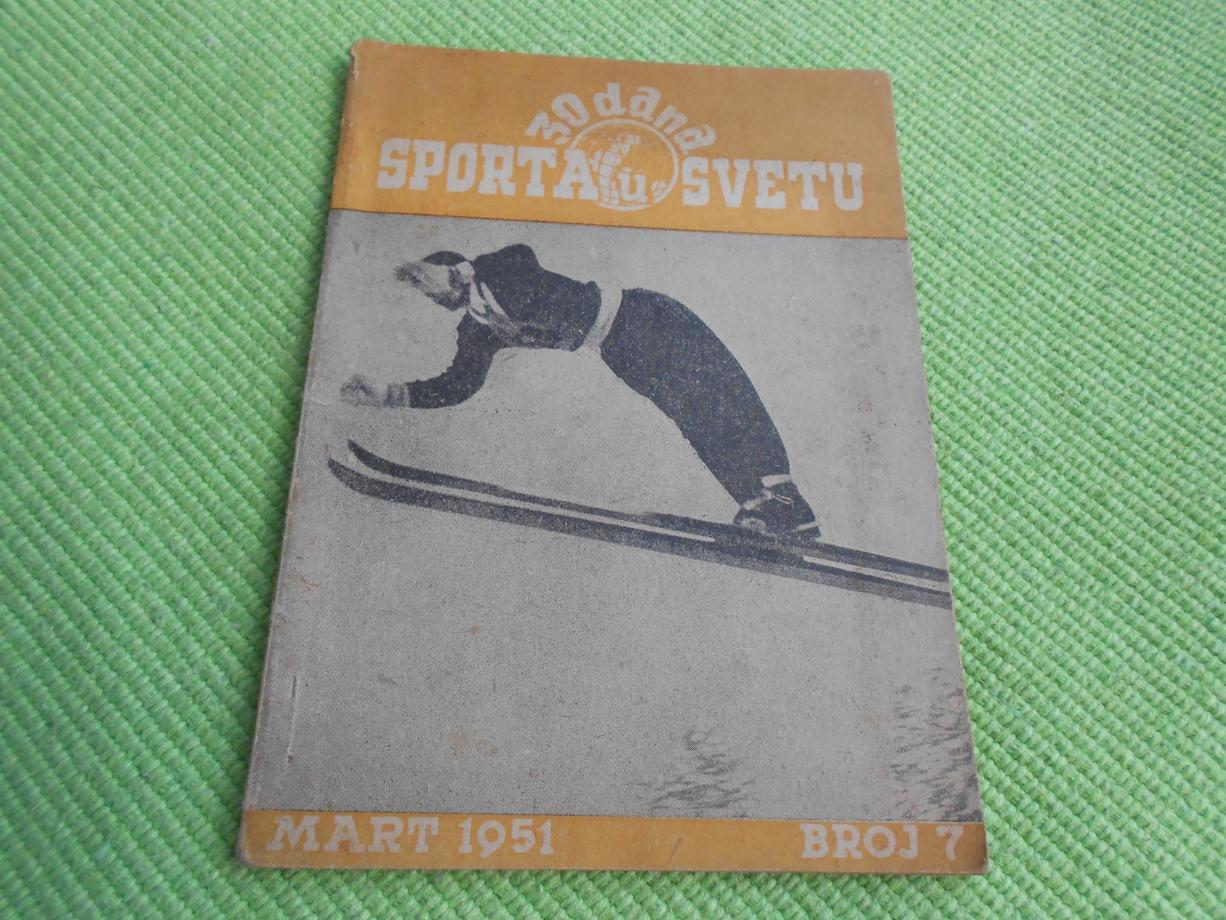 30 dana
SPORTA u SVETU
MART 1951 BROJ 7